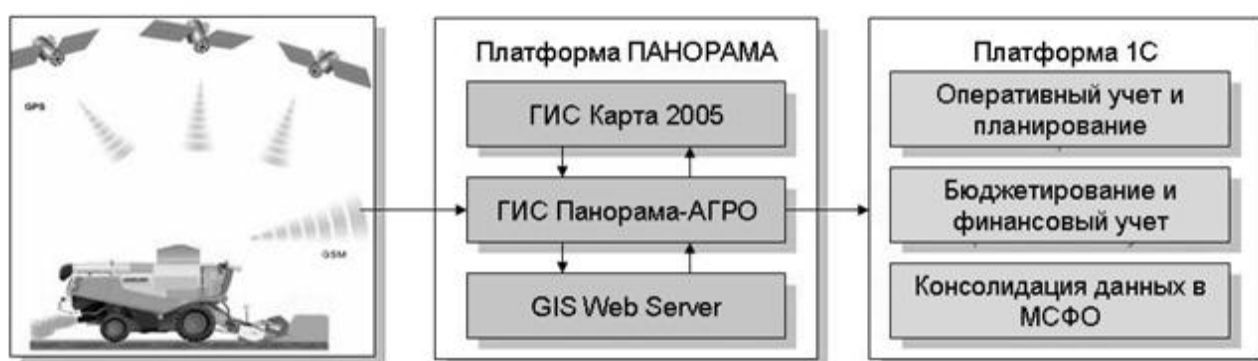 GPS
GSM
Платформа ПАНОРАМА
ГИС Карта 2005
ГИС Панорама-АГРО
GIS Web Server
Платформа 1С
Оперативный учет и
планирование
Бюджетирование и
финансовый учет
Консолидация данных в
МСФО